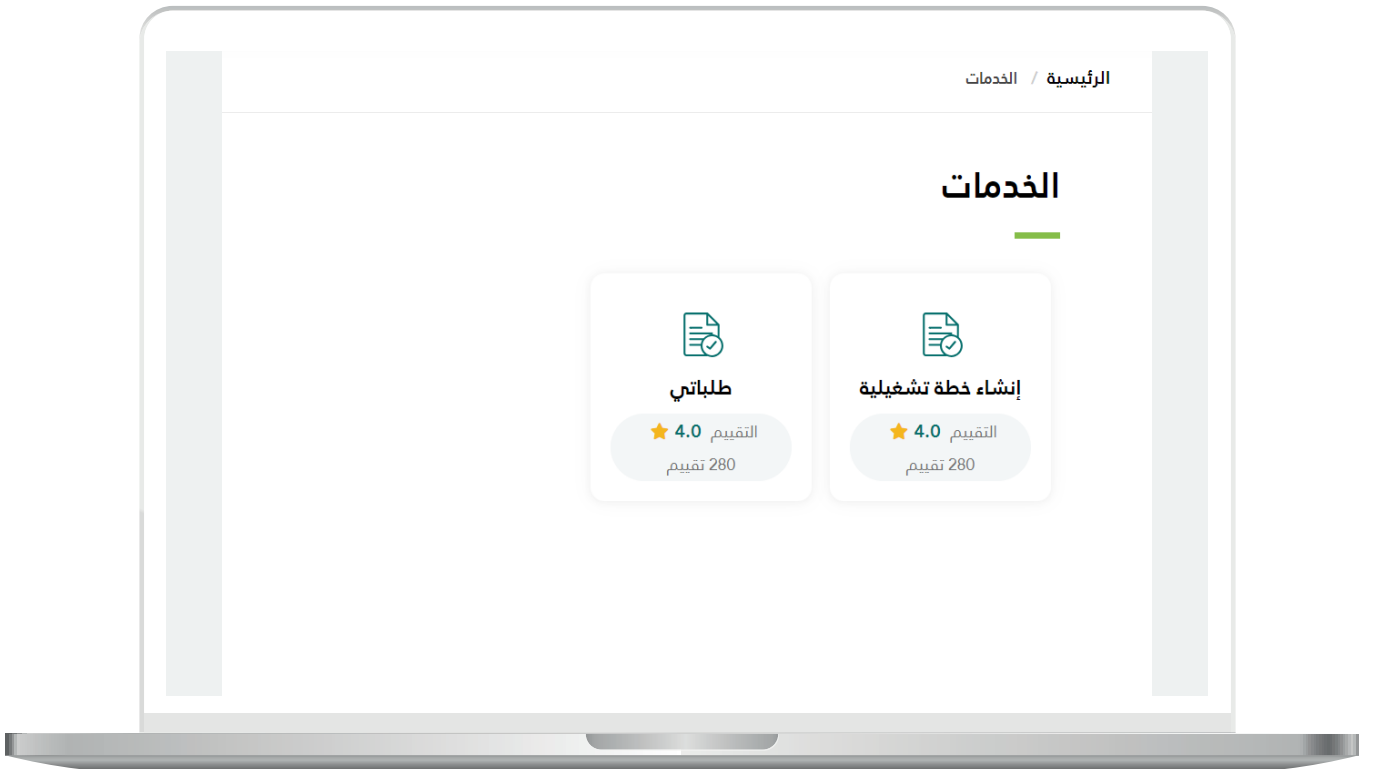 الرئيسية / الخدمات
الخدمات
إنشاء خطة تشغيلية
التقييم 4.0
280 تقييم
طلباتي
التقييم 4.0
280 تقييم